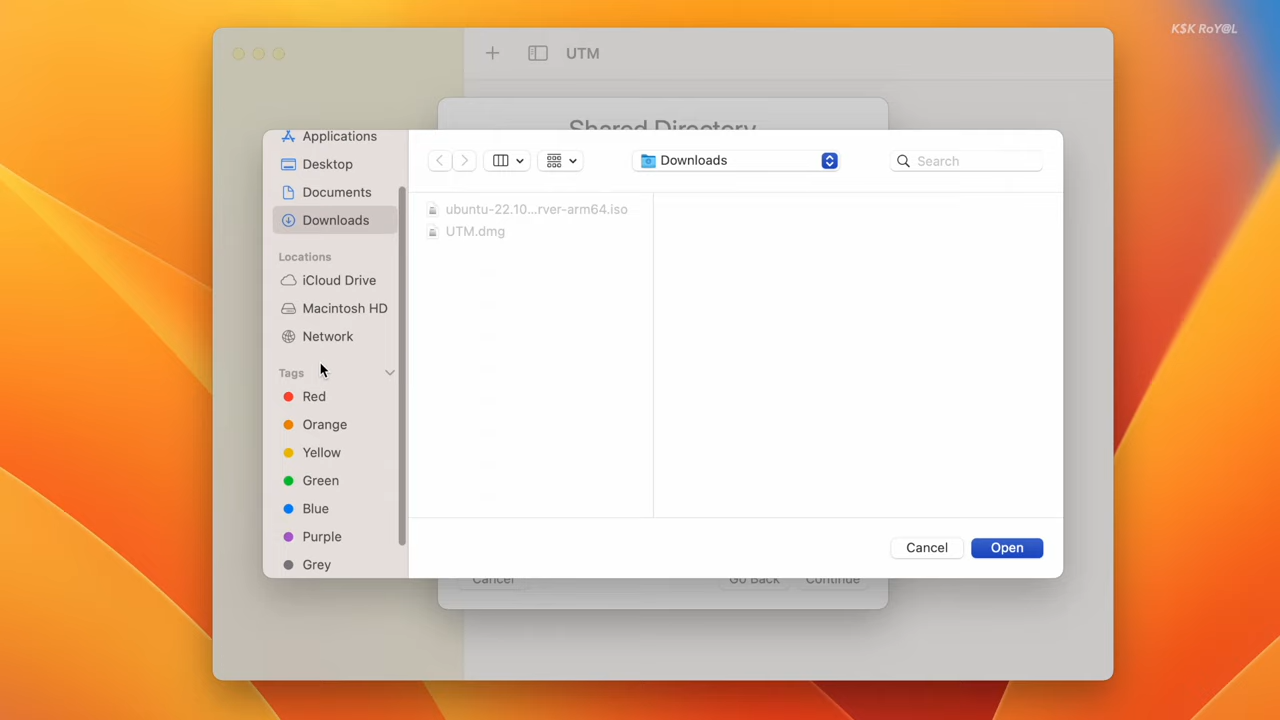 K$K RoY@L
UTM
Shared Directory
Applications
Desktop
Documents
Downloads
Locations
iCloud Drive
Macintosh HD
Network
Tags
Red
Orange
Yellow
Green
Blue
Purple
Grey
Downloads
Search
ubuntu-22.10...rver-arm64.iso
UTM.dmg
Cancel
Open
Cancel
Go Back
Continue